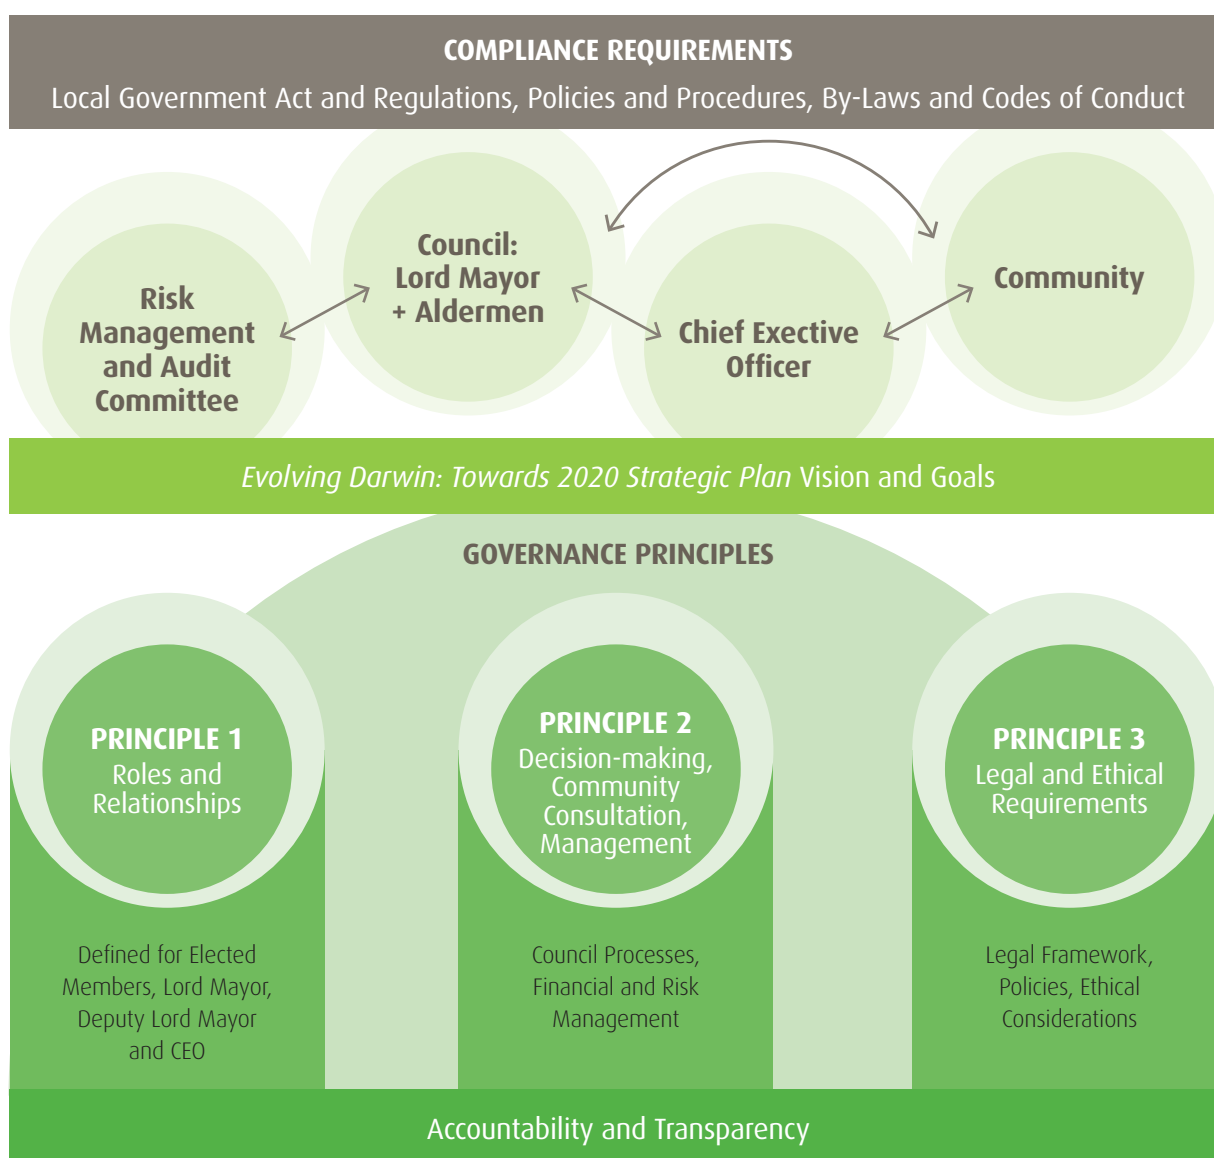 COMPLIANCE REQUIREMENTS
Local Government Act and Regulations, Policies and Procedures, By-Laws and Codes of Conduct
Risk
Management
and Audit
Committee
Council:
Lord Mayor
+ Aldermen
Chief Exective
Officer
Community
Evolving Darwin: Towards 2020 Strategic Plan Vision and Goals
GOVERNANCE PRINCIPLES
PRINCIPLE 1
Roles and
Relationships
Defined for Elected
Members, Lord Mayor,
Deputy Lord Mayor
and CEO
PRINCIPLE 2
Decision-making,
Community
Consultation,
Management
Council Processes,
Financial and Risk
Management
PRINCIPLE 3
Legal and Ethical
Requirements
Legal Framework,
Policies, Ethical
Considerations
Accountability and Transparency